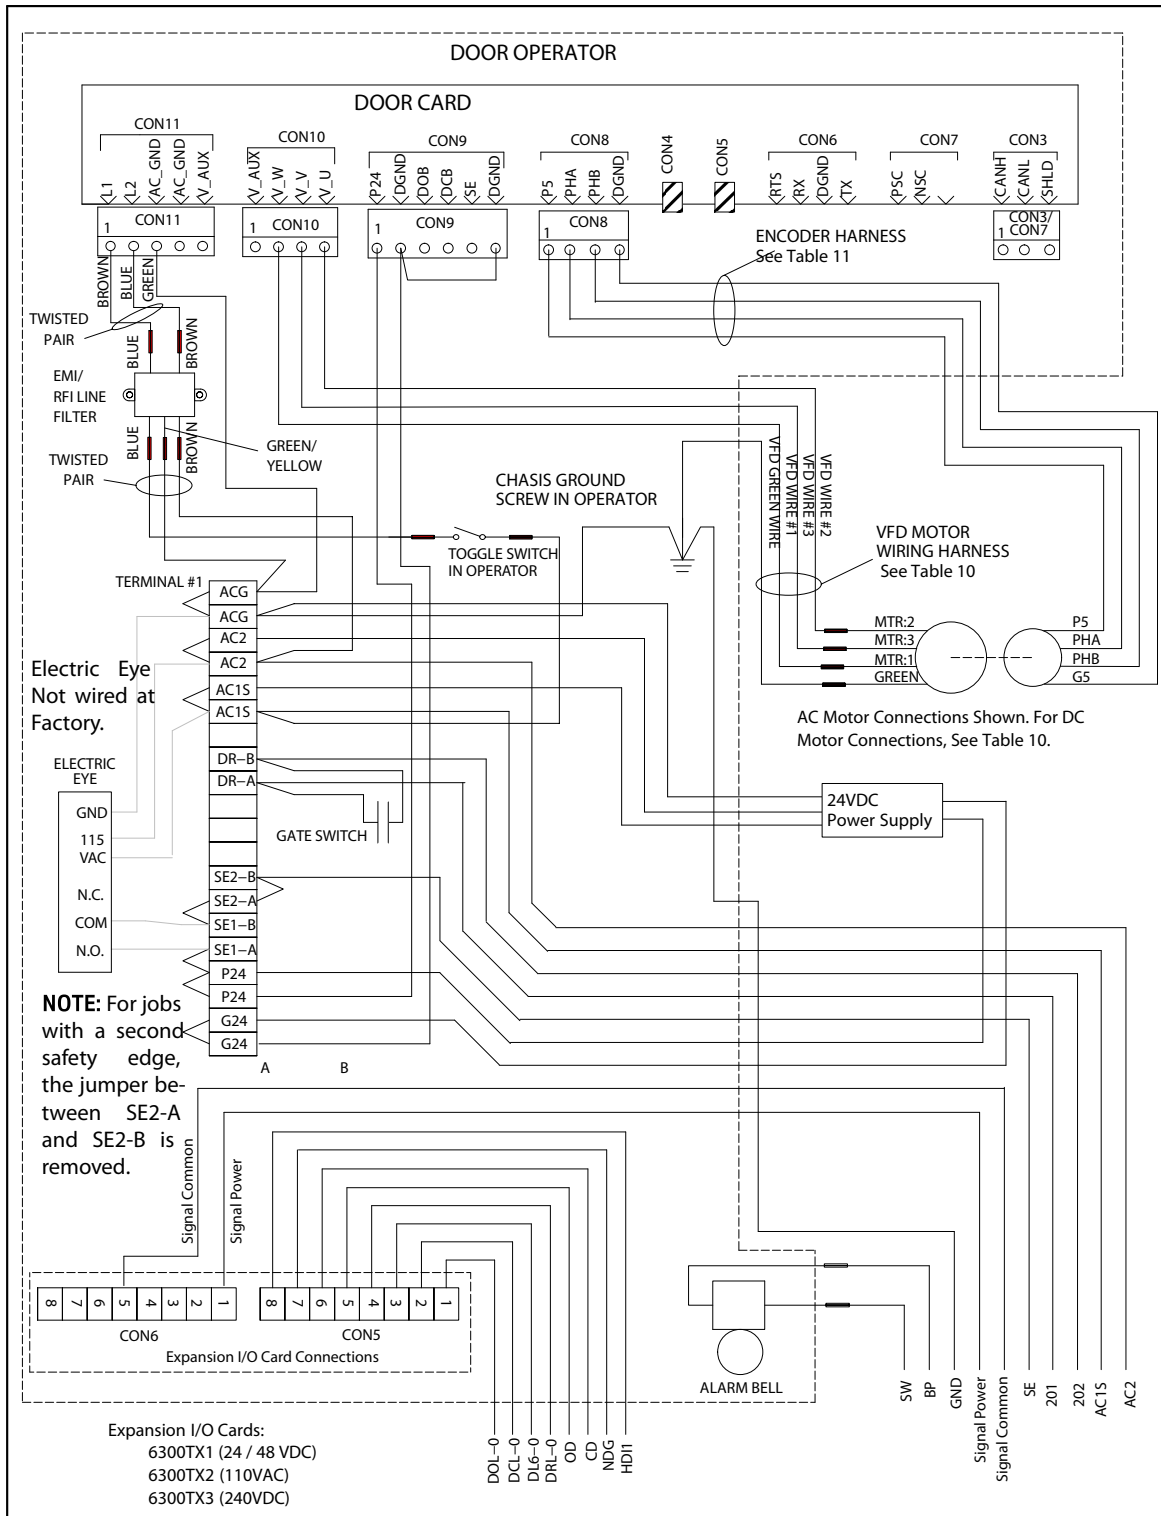 DOOR OPERATOR
DOOR CARD
CON11
CON10
CON9
CON8
CON4
CON5
CON6
CON7
CON3
L1
L2
AC_GND
AC_GND
V_AUX
V_AUX
V_W
V_V
V_U
P24
DGND
DOB
DCB
SE
DGND
P5
PHA
PHB
DGND
RTS
RX
DGND
TX
PSC
NSC
CANH
CANL
SHLD
CON11
1
CON10
1
CON9
1
CON8
1
CON3/
CON7
1
ENCODER HARNESS
See Table 11
BROWN
BLUE
GREEN
TWISTED
PAIR
BLUE
BROWN
EMI/
RFI LINE
FILTER
BLUE
BROWN
GREEN/
YELLOW
TWISTED
PAIR
CHASIS GROUND
SCREW IN OPERATOR
VFD GREEN WIRE
VFD WIRE #1
VFD WIRE #3
VFD WIRE #2
VFD MOTOR
WIRING HARNESS
See Table 10
TOGGLE SWITCH
IN OPERATOR
TERMINAL #1
ACG
ACG
AC2
AC2
AC1S
AC1S
DR–B
DR–A
SE2–B
SE2–A
SE1–B
SE1–A
P24
P24
G24
G24
A
B
MTR:2
MTR:3
MTR:1
GREEN
P5
PHA
PHB
G5
AC Motor Connections Shown. For DC
Motor Connections, See Table 10.
Electric Eye
Not wired at
Factory.
ELECTRIC
EYE
GND
115
VAC
N.C.
COM
N.O.
GATE SWITCH
24VDC
Power Supply
NOTE: For jobs
with a second
safety edge,
the jumper be-
tween SE2-A
and SE2-B is
removed.
Signal Common
Signal Power
8 7 6 5 4 3 2 1
CON6
8 7 6 5 4 3 2 1
CON5
Expansion I/O Card Connections
ALARM BELL
SW
BP
GND
Signal Power
Signal Common
SE
201
202
AC1S
AC2
DOL–0
DCL–0
DL6–0
DRL–0
OD
CD
NDG
HDI1
Expansion I/O Cards:
6300TX1 (24 / 48 VDC)
6300TX2 (110VAC)
6300TX3 (240VDC)